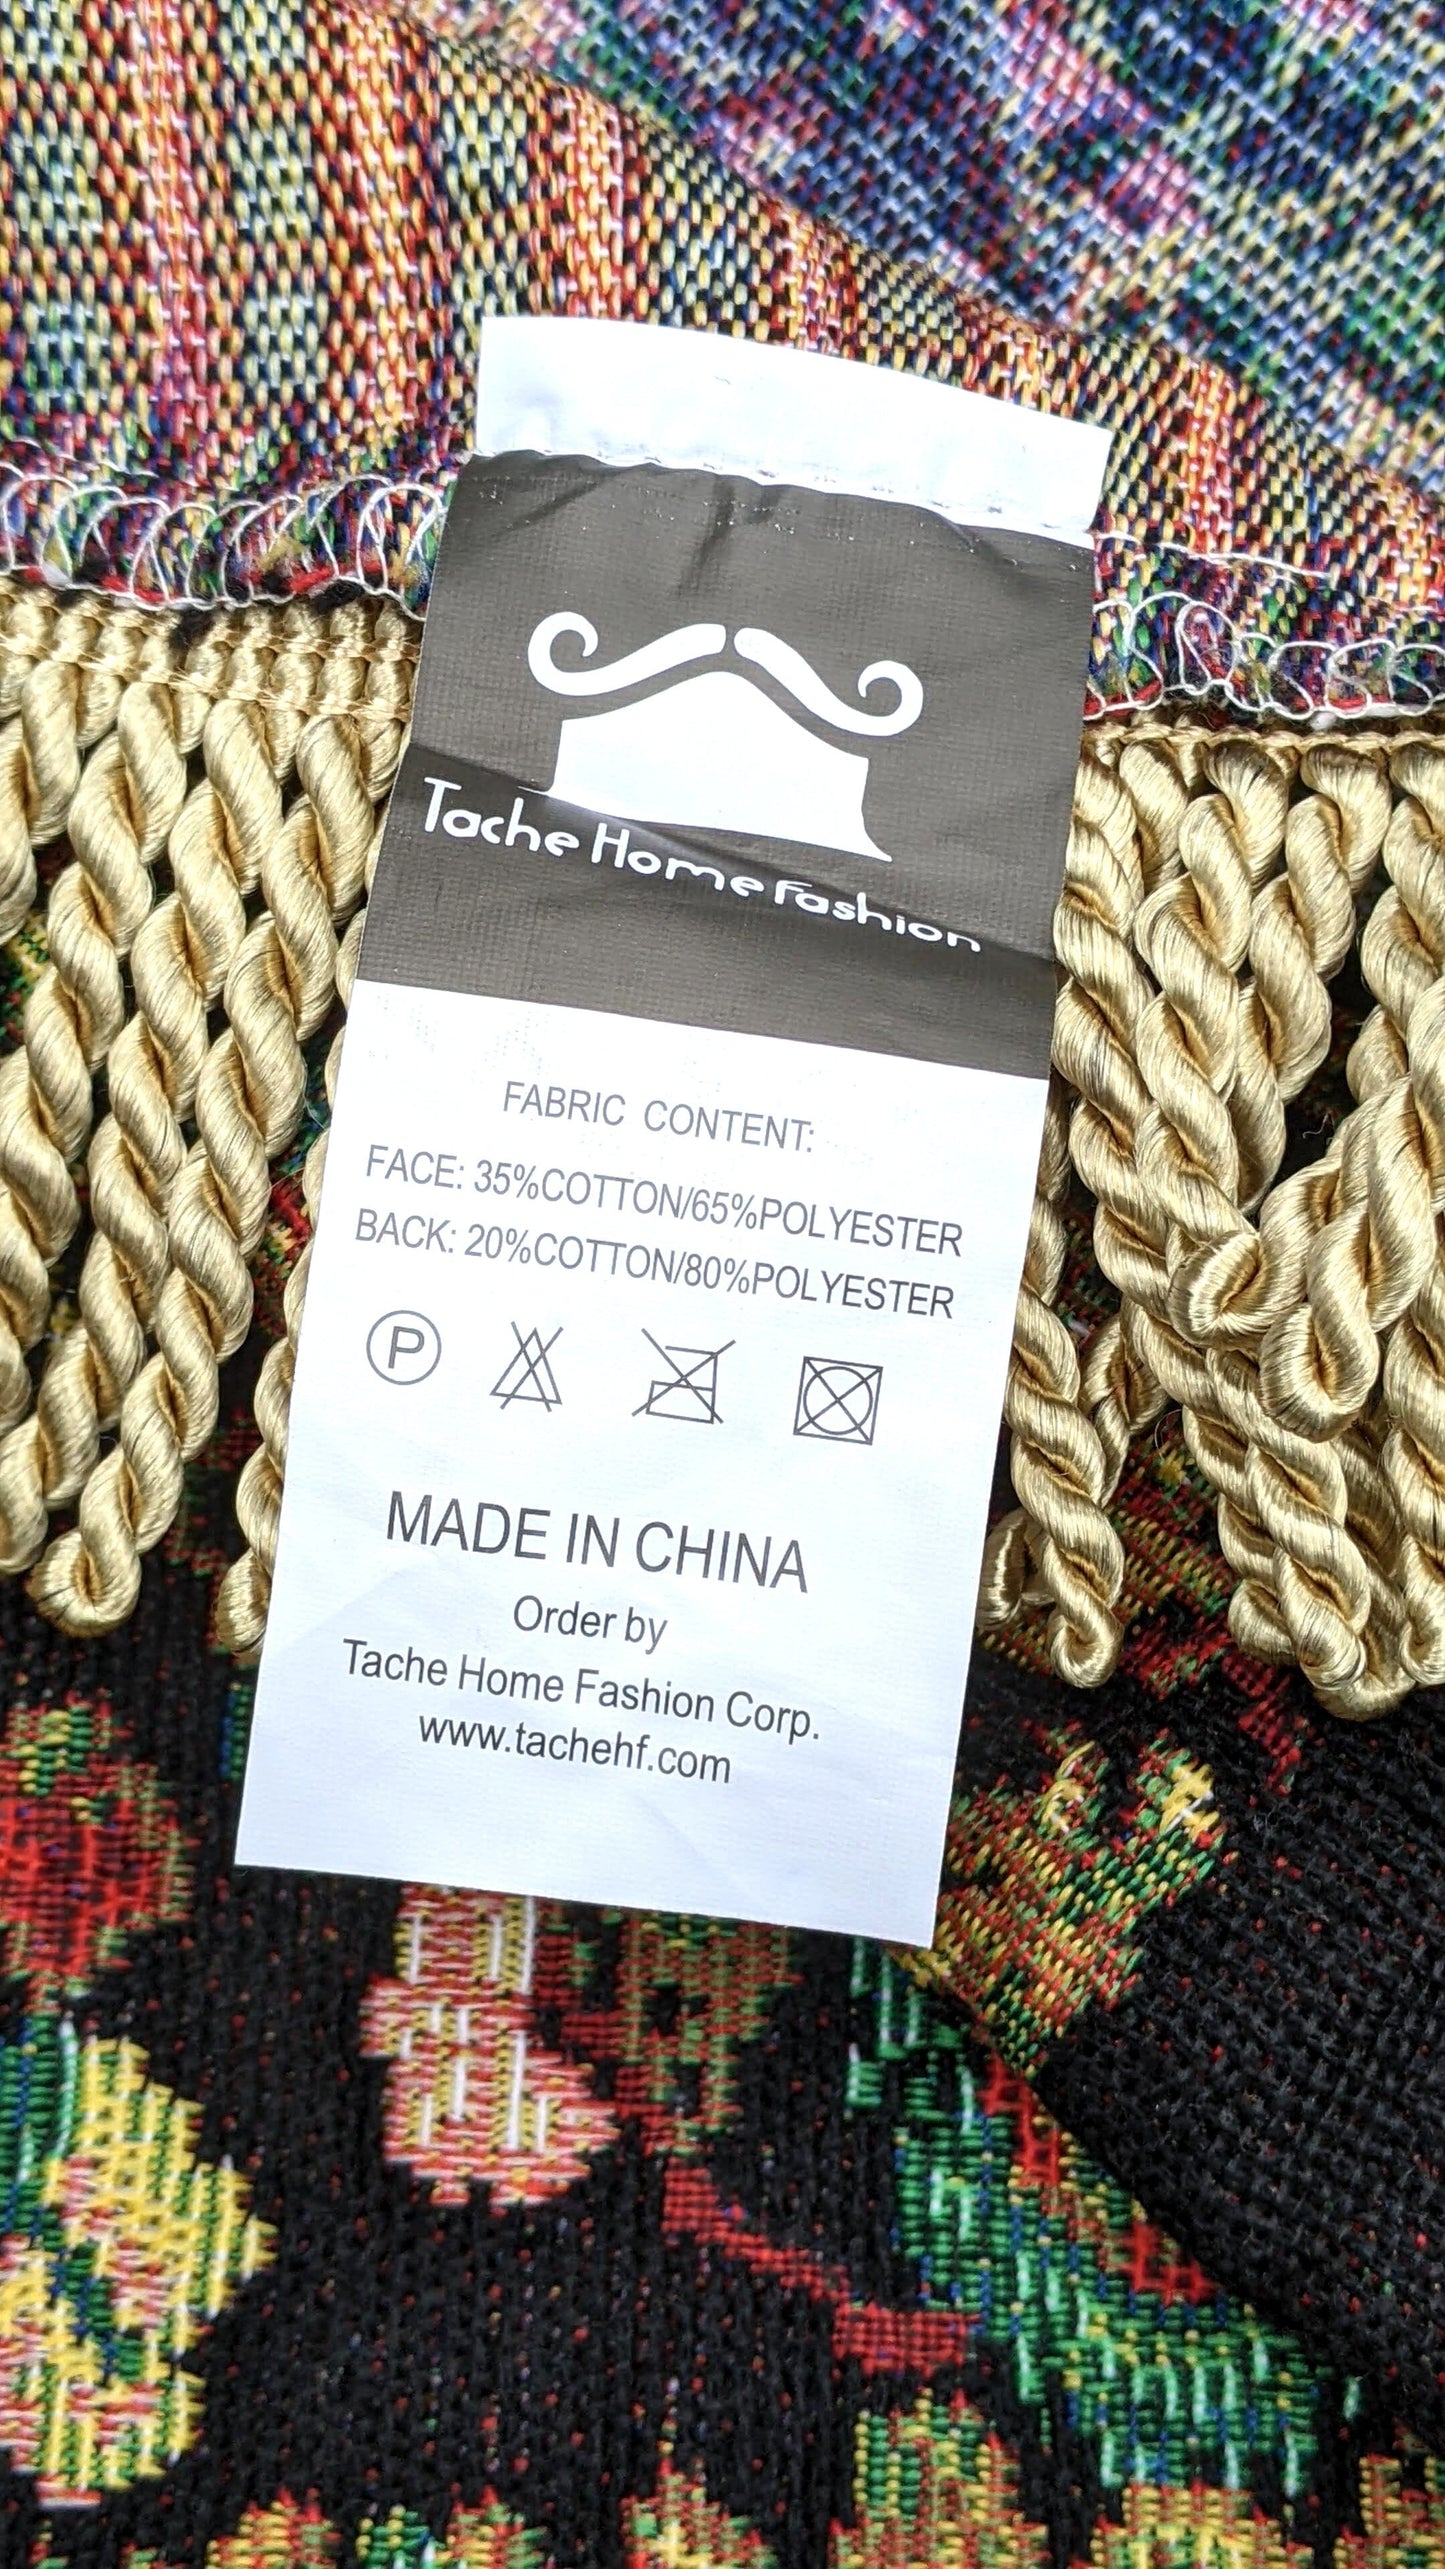 Tache Home Fashion
FABRIC CONTENT:
FACE: 35%COTTON/65%POLYESTER
BACK: 20%COTTON/80%POLYESTER
P
MADE IN CHINA
Order by
Tache Home Fashion Corp.
www.tachehf.com